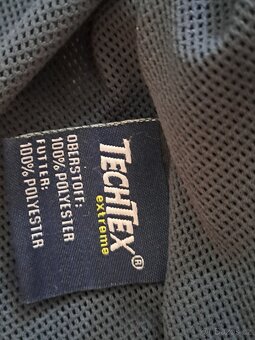 TECHTEX®
extreme
OBERSTOFF:
100% POLYESTER
FUTTER:
100% POLYESTER